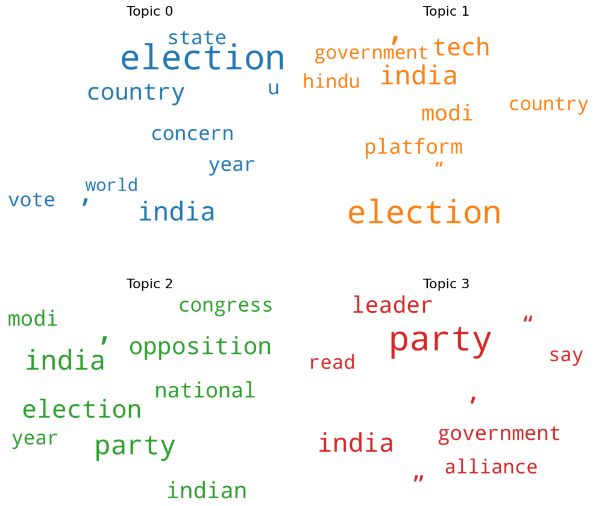 Topic 0
state
election
country
u
concern
year
world
vote
’
india
Topic 1
’
tech
government
india
hindu
country
modi
platform
”
election
Topic 2
congress
modi
’
opposition
india
national
election
year
party
indian
Topic 3
leader
“
party
say
read
’
government
india
alliance
”